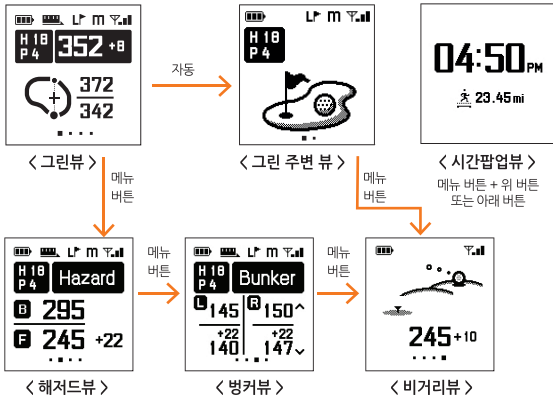 L m
H 18
P 4
352 +8
372
342
< 그린뷰 >
자동
L m
H 18
P 4
< 그린 주변 뷰 >
04:50PM
23.45 mi
< 시간팝업뷰 >
메뉴 버튼 + 위 버튼
또는 아래 버튼
메뉴
버튼
메뉴
버튼
L m
H 18
P 4
Hazard
B 295
F 245 +22
< 해저드뷰 >
메뉴
버튼
L m
H 18
P 4
Bunker
L 145 R 150
+22 +22
140 147
< 벙커뷰 >
메뉴
버튼
245 +10
< 비거리뷰 >